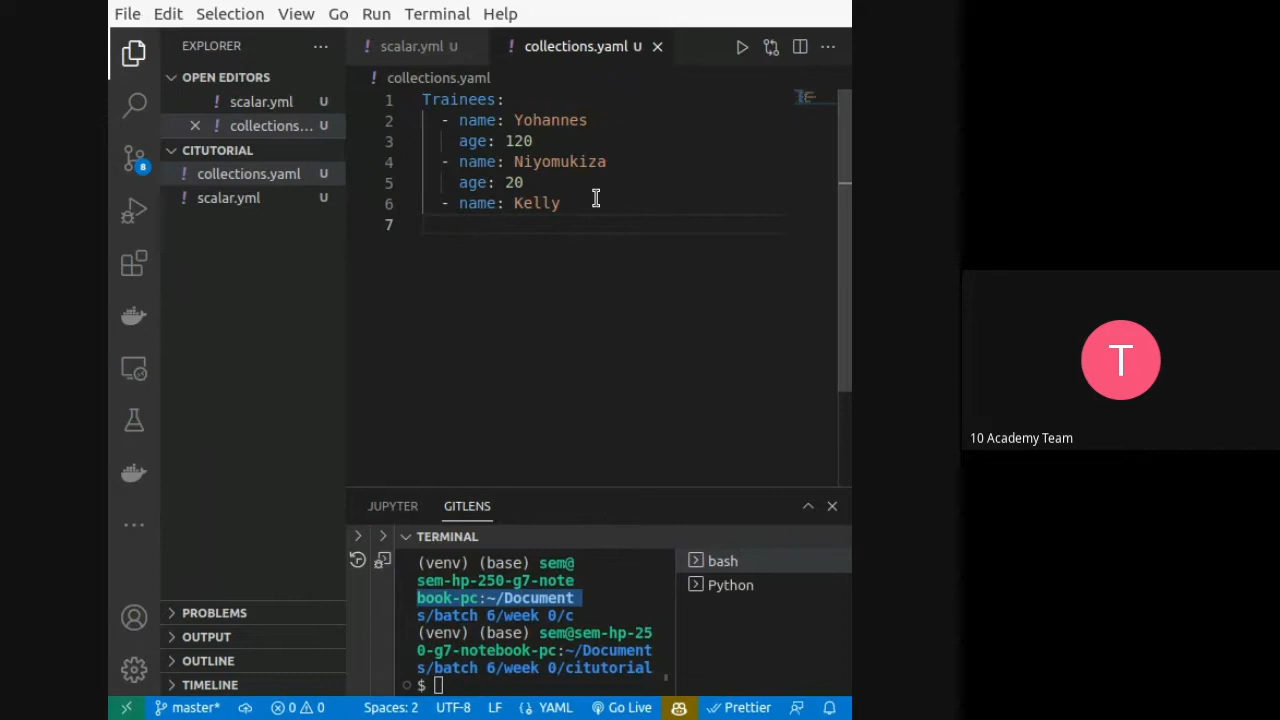 File Edit Selection View Go Run Terminal Help
EXPLORER
scalar.yml U
collections.yaml U
OPEN EDITORS
scalar.yml U
collections... U
CITUTORIAL
collections.yaml U
scalar.yml U
8
collections.yaml
1 Trainees:
2 - name: Yohannes
3 age: 120
4 - name: Niyomukiza
5 age: 20
6 - name: Kelly
7
T
10 Academy Team
JUPYTER GITLENS
TERMINAL
(venv) (base) sem@
sem-hp-250-g7-note
book-pc:~/Document
s/batch 6/week 0/c
(venv) (base) sem@sem-hp-25
0-g7-notebook-pc:~/Document
s/batch 6/week 0/citutorial
$
bash
Python
PROBLEMS
OUTPUT
OUTLINE
TIMELINE
master* 0 0 Spaces: 2 UTF-8 LF YAML Go Live Prettier